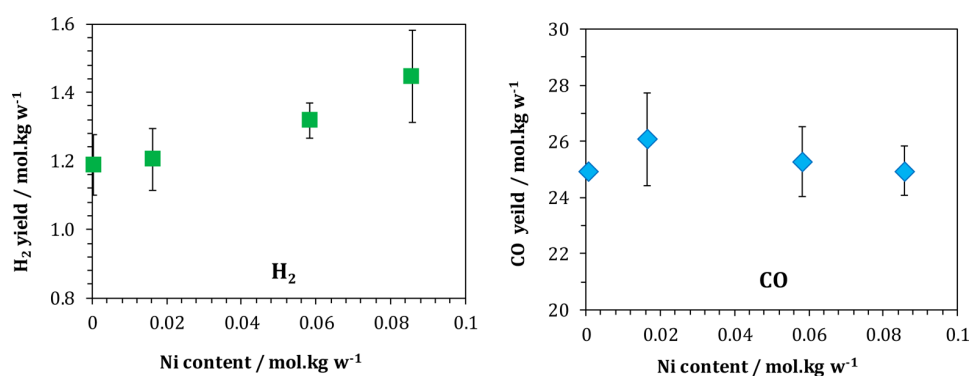 1.6
1.4
1.2
1.0
0.8
H₂ yield / mol.kg w⁻¹
H₂
0 0.02 0.04 0.06 0.08 0.1
Ni content / mol.kg w⁻¹
30
28
26
24
22
20
CO yeild / mol.kg w⁻¹
CO
0 0.02 0.04 0.06 0.08 0.1
Ni content / mol.kg w⁻¹